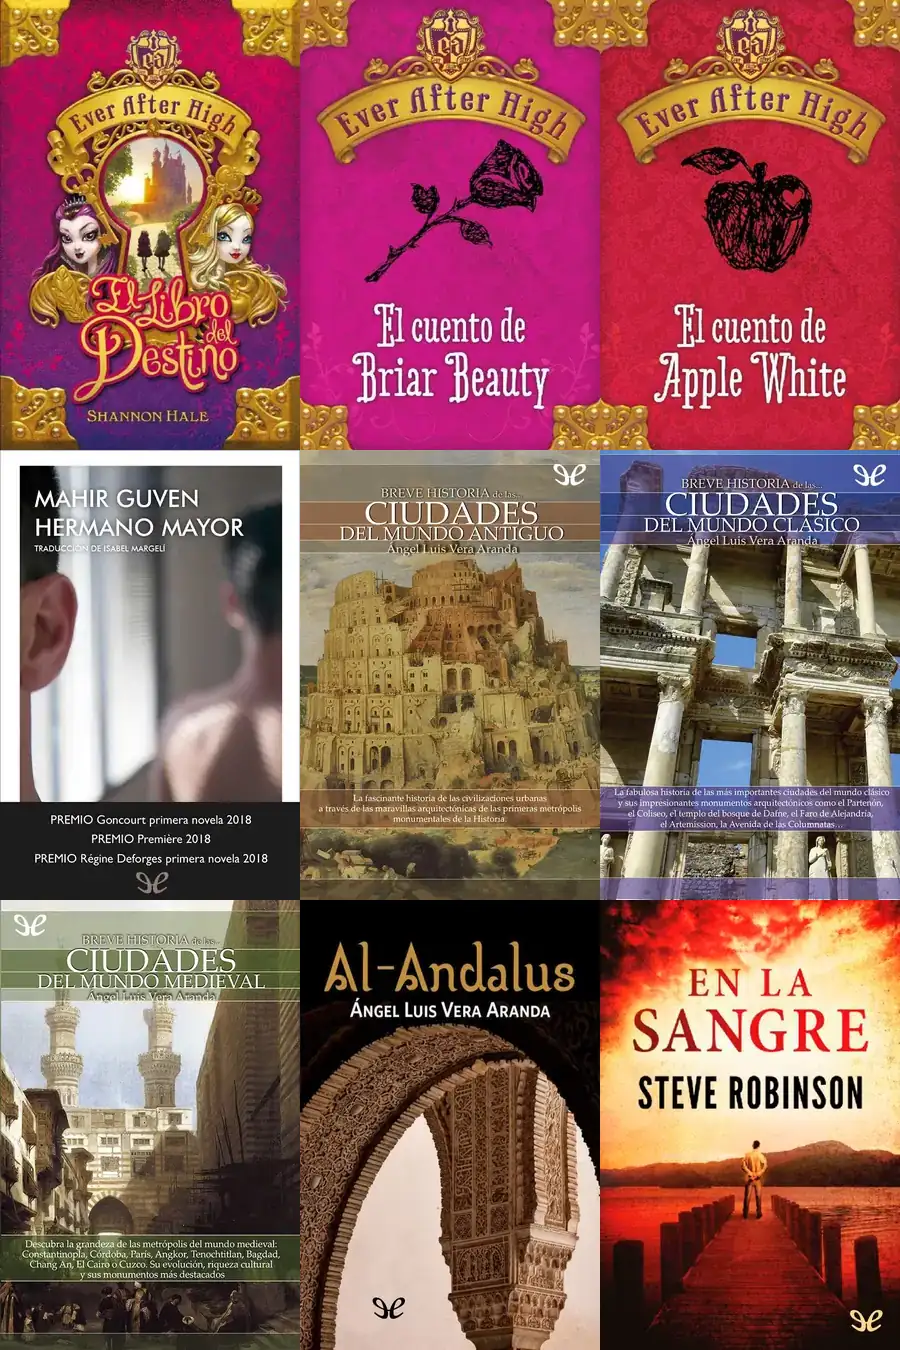 Ever After High
El Libro
del
Destino
SHANNON HALE
Ever After High
El cuento de
Briar Beauty
Ever After High
El cuento de
Apple White
MAHIR GUVEN
HERMANO MAYOR
TRADUCCIÓN DE ISABEL MARGELÍ
PREMIO Goncourt primera novela 2018
PREMIO Première 2018
PREMIO Régine Deforges primera novela 2018
BREVE HISTORIA de las...
CIUDADES
DEL MUNDO ANTIGUO
Ángel Luis Vera Aranda
La fascinante historia de las civilizaciones urbanas
a través de las maravillas arquitectónicas de las primeras metrópolis
monumentales de la Historia.
BREVE HISTORIA de las...
CIUDADES
DEL MUNDO CLÁSICO
Ángel Luis Vera Aranda
La fabulosa historia de las más importantes ciudades del mundo clásico
y sus impresionantes monumentos arquitectónicos como el Partenón,
el Coliseo, el templo del bosque de Dafne, el Faro de Alejandría,
el Artemission, la Avenida de las Columnatas...
BREVE HISTORIA de las...
CIUDADES
DEL MUNDO MEDIEVAL
Ángel Luis Vera Aranda
Descubra la grandeza de las metrópolis del mundo medieval:
Constantinopla, Córdoba, París, Angkor, Tenochtitlan, Bagdad,
Chang An, El Cairo o Cuzco. Su evolución, riqueza cultural
y sus monumentos más destacados
Al-Andalus
ÁNGEL LUIS VERA ARANDA
EN LA
SANGRE
STEVE ROBINSON